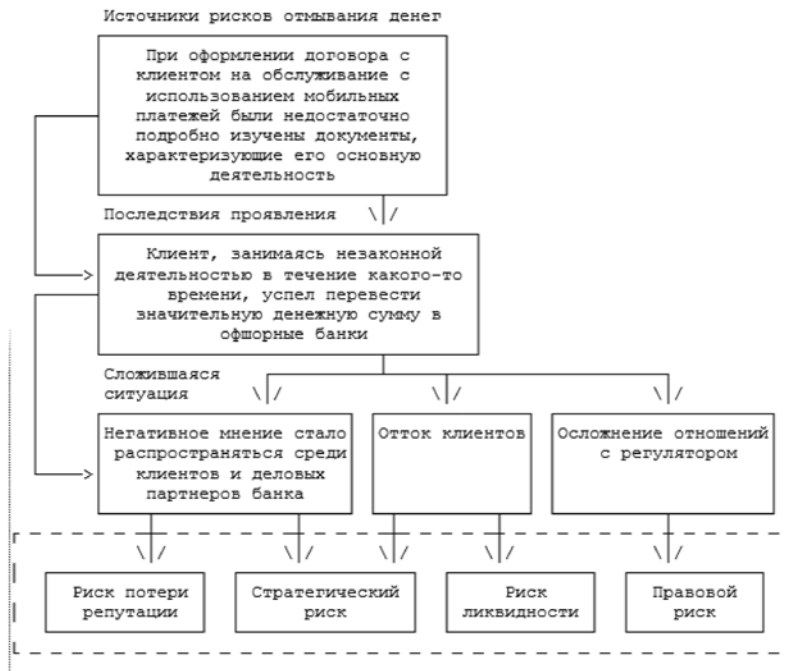 Источники рисков отмывания денег
При оформлении договора с
клиентом на обслуживание с
использованием мобильных
платежей были недостаточно
подробно изучены документы,
характеризующие его основную
деятельность
Последствия проявления
Клиент, занимаясь незаконной
деятельностью в течение какого-то
времени, успел перевести
значительную денежную сумму в
офшорные банки
Сложившаяся
ситуация
Негативное мнение стало
распространяться среди
клиентов и деловых
партнеров банка
Отток клиентов
Осложнение отношений
с регулятором
Риск потери
репутации
Стратегический
риск
Риск
ликвидности
Правовой
риск